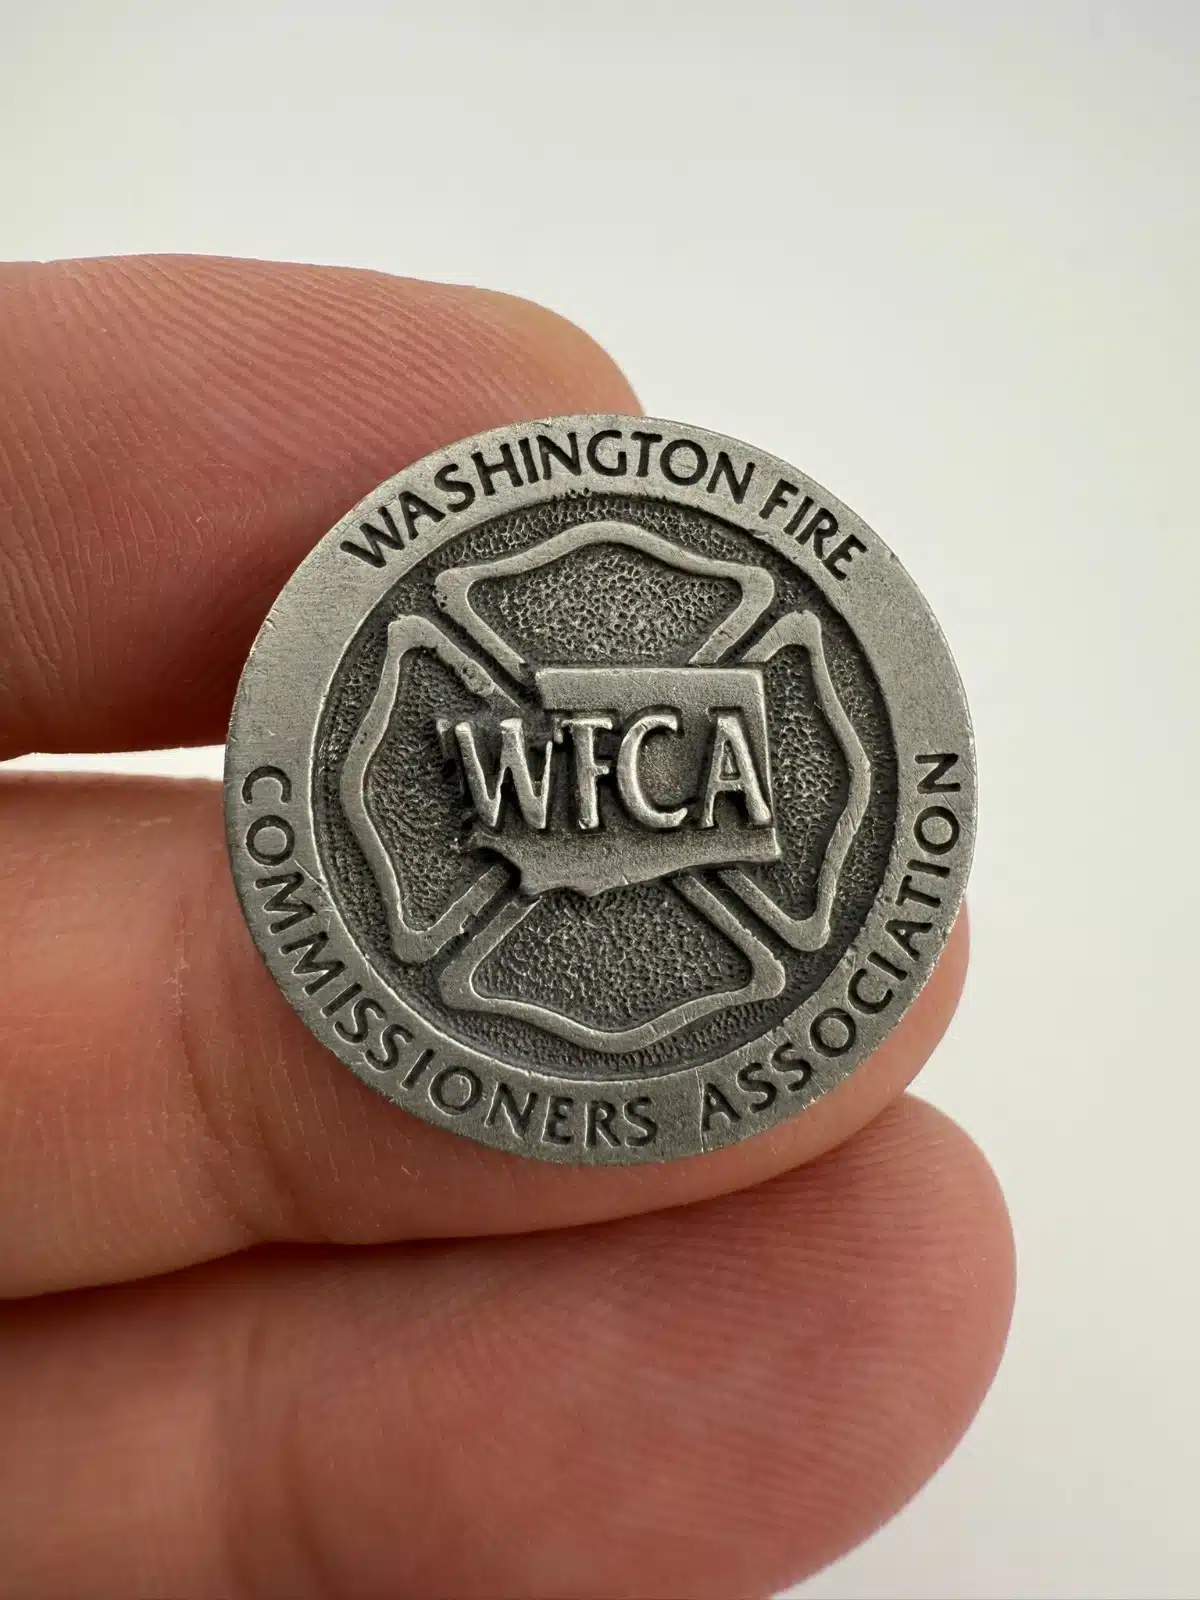 WASHINGTON FIRE
WFCA
COMMISSIONERS ASSOCIATION